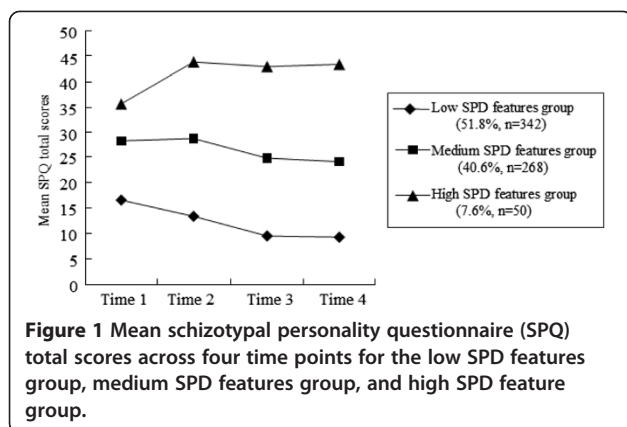 50
45
40
35
30
25
20
15
10
5
0
Mean SPQ total scores
Time 1 Time 2 Time 3 Time 4
Low SPD features group
(51.8%, n=342)
Medium SPD features group
(40.6%, n=268)
High SPD features group
(7.6%, n=50)
Figure 1 Mean schizotypal personality questionnaire (SPQ)
total scores across four time points for the low SPD features
group, medium SPD features group, and high SPD feature
group.